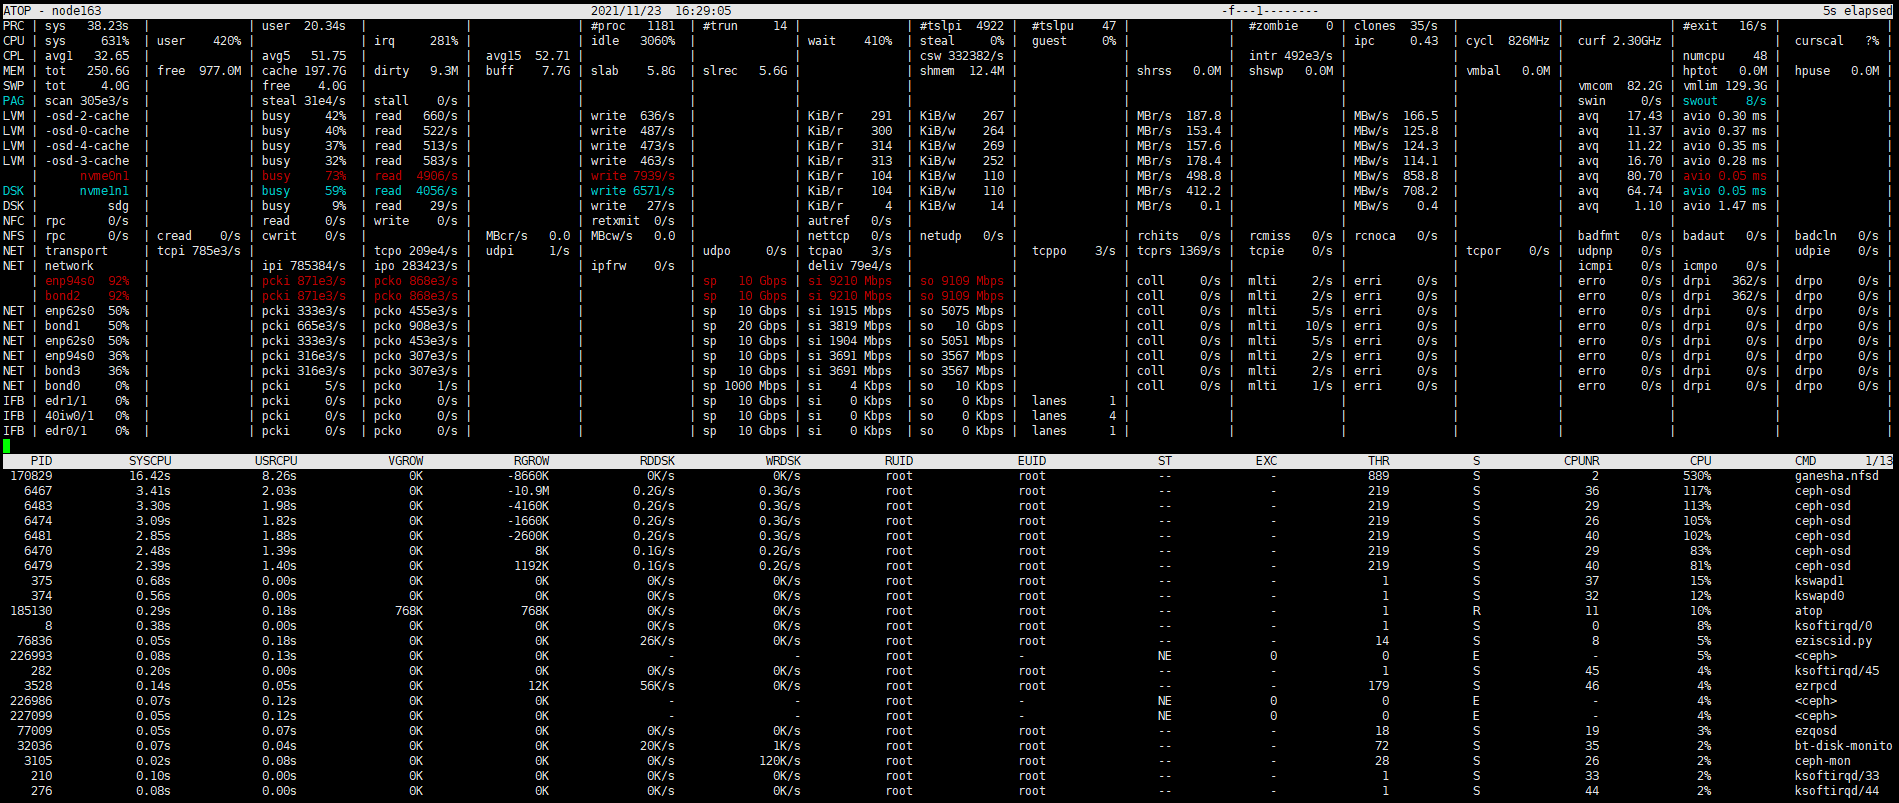 ATOP - node163 2021/11/23 16:29:05 -f---1-------- 5s elapsed
PRC | sys 38.23s | | user 20.34s | | | #proc 1181 | #trun 14 | | #tslpi 4922 | #tslpu 47 | | #zombie 0 | clones 35/s | | | #exit 16/s | |
CPU | sys 631% | user 420% | | irq 281% | | idle 3060% | | wait 410% | steal 0% | guest 0% | | | ipc 0.43 | cycl 826MHz | curf 2.30GHz | | curscal ?% |
CPL | avg1 32.65 | | avg5 51.75 | | avg15 52.71 | | | | csw 332382/s | | | intr 492e3/s | | | | numcpu 48 | |
MEM | tot 250.6G | free 977.0M | cache 197.7G | dirty 9.3M | buff 7.7G | slab 5.8G | slrec 5.6G | | shmem 12.4M | | shrss 0.0M | shswp 0.0M | | vmbal 0.0M | | hptot 0.0M | hpuse 0.0M |
SWP | tot 4.0G | | free 4.0G | | | | | | | | | | | | vmcom 82.2G | vmlim 129.3G | |
PAG | scan 305e3/s | | steal 31e4/s | stall 0/s | | | | | | | | | | | swin 0/s | swout 8/s | |
LVM | -osd-2-cache | | busy 42% | read 660/s | | write 636/s | | KiB/r 291 | KiB/w 267 | | MBr/s 187.8 | | MBw/s 166.5 | | avq 17.43 | avio 0.30 ms | |
LVM | -osd-0-cache | | busy 40% | read 522/s | | write 487/s | | KiB/r 300 | KiB/w 264 | | MBr/s 153.4 | | MBw/s 125.8 | | avq 11.37 | avio 0.37 ms | |
LVM | -osd-4-cache | | busy 37% | read 513/s | | write 473/s | | KiB/r 314 | KiB/w 269 | | MBr/s 157.6 | | MBw/s 124.3 | | avq 11.22 | avio 0.35 ms | |
LVM | -osd-3-cache | | busy 32% | read 583/s | | write 463/s | | KiB/r 313 | KiB/w 252 | | MBr/s 178.4 | | MBw/s 114.1 | | avq 16.70 | avio 0.28 ms | |
| nvme0n1 | | busy 73% | read 4906/s | | write 7939/s | | KiB/r 104 | KiB/w 110 | | MBr/s 498.8 | | MBw/s 858.8 | | avq 80.70 | avio 0.05 ms | |
DSK | nvme1n1 | | busy 59% | read 4056/s | | write 6571/s | | KiB/r 104 | KiB/w 110 | | MBr/s 412.2 | | MBw/s 708.2 | | avq 64.74 | avio 0.05 ms | |
DSK | sdg | | busy 9% | read 29/s | | write 27/s | | KiB/r 4 | KiB/w 14 | | MBr/s 0.1 | | MBw/s 0.4 | | avq 1.10 | avio 1.47 ms | |
NFC | rpc 0/s | | read 0/s | write 0/s | | retxmit 0/s | | autref 0/s | | | | | | | | | |
NFS | rpc 0/s | cread 0/s | cwrit 0/s | | MBcr/s 0.0 | MBcw/s 0.0 | | nettcp 0/s | netudp 0/s | | rchits 0/s | rcmiss 0/s | rcnoca 0/s | | badfmt 0/s | badaut 0/s | badcln 0/s |
NET | transport | tcpi 785e3/s | | tcpo 209e4/s | udpi 1/s | | udpo 0/s | tcpao 3/s | | tcppo 3/s | tcprs 1369/s | tcpie 0/s | | tcpor 0/s | udpnp 0/s | | udpie 0/s |
NET | network | | ipi 785384/s | ipo 283423/s | | ipfrw 0/s | | deliv 79e4/s | | | | | | | icmpi 0/s | icmpo 0/s | |
| enp94s0 92% | | pcki 871e3/s | pcko 868e3/s | | | sp 10 Gbps | si 9210 Mbps | so 9109 Mbps | | coll 0/s | mlti 2/s | erri 0/s | | erro 0/s | drpi 362/s | drpo 0/s |
| bond2 92% | | pcki 871e3/s | pcko 868e3/s | | | sp 10 Gbps | si 9210 Mbps | so 9109 Mbps | | coll 0/s | mlti 2/s | erri 0/s | | erro 0/s | drpi 362/s | drpo 0/s |
NET | enp62s0 50% | | pcki 333e3/s | pcko 455e3/s | | | sp 10 Gbps | si 1915 Mbps | so 5075 Mbps | | coll 0/s | mlti 5/s | erri 0/s | | erro 0/s | drpi 0/s | drpo 0/s |
NET | bond1 50% | | pcki 665e3/s | pcko 908e3/s | | | sp 20 Gbps | si 3819 Mbps | so 10 Gbps | | coll 0/s | mlti 10/s | erri 0/s | | erro 0/s | drpi 0/s | drpo 0/s |
NET | enp62s0 50% | | pcki 333e3/s | pcko 453e3/s | | | sp 10 Gbps | si 1904 Mbps | so 5051 Mbps | | coll 0/s | mlti 5/s | erri 0/s | | erro 0/s | drpi 0/s | drpo 0/s |
NET | enp94s0 36% | | pcki 316e3/s | pcko 307e3/s | | | sp 10 Gbps | si 3691 Mbps | so 3567 Mbps | | coll 0/s | mlti 2/s | erri 0/s | | erro 0/s | drpi 0/s | drpo 0/s |
NET | bond3 36% | | pcki 316e3/s | pcko 307e3/s | | | sp 10 Gbps | si 3691 Mbps | so 3567 Mbps | | coll 0/s | mlti 2/s | erri 0/s | | erro 0/s | drpi 0/s | drpo 0/s |
NET | bond0 0% | | pcki 5/s | pcko 1/s | | | sp 1000 Mbps | si 4 Kbps | so 10 Kbps | | coll 0/s | mlti 1/s | erri 0/s | | erro 0/s | drpi 0/s | drpo 0/s |
IFB | edr1/1 0% | | pcki 0/s | pcko 0/s | | | sp 10 Gbps | si 0 Kbps | so 0 Kbps | lanes 1 | | | | | | | |
IFB | 40iw0/1 0% | | pcki 0/s | pcko 0/s | | | sp 10 Gbps | si 0 Kbps | so 0 Kbps | lanes 4 | | | | | | | |
IFB | edr0/1 0% | | pcki 0/s | pcko 0/s | | | sp 10 Gbps | si 0 Kbps | so 0 Kbps | lanes 1 | | | | | | | |
PID SYSCPU USRCPU VGROW RGROW RDDSK WRDSK RUID EUID ST EXC THR S CPUNR CPU CMD 1/13
170829 16.42s 8.26s 0K -8660K 0K/s 0K/s root root -- - 889 S 2 530% ganesha.nfsd
6467 3.41s 2.03s 0K -10.9M 0.2G/s 0.3G/s root root -- - 219 S 36 117% ceph-osd
6483 3.30s 1.98s 0K -4160K 0.2G/s 0.3G/s root root -- - 219 S 29 113% ceph-osd
6474 3.09s 1.82s 0K -1660K 0.2G/s 0.3G/s root root -- - 219 S 26 105% ceph-osd
6481 2.85s 1.88s 0K -2600K 0.2G/s 0.3G/s root root -- - 219 S 40 102% ceph-osd
6470 2.48s 1.39s 0K 8K 0.1G/s 0.2G/s root root -- - 219 S 29 83% ceph-osd
6479 2.39s 1.40s 0K 1192K 0.1G/s 0.2G/s root root -- - 219 S 40 81% ceph-osd
375 0.68s 0.00s 0K 0K 0K/s 0K/s root root -- - 1 S 37 15% kswapd1
374 0.56s 0.00s 0K 0K 0K/s 0K/s root root -- - 1 S 32 12% kswapd0
185130 0.29s 0.18s 768K 768K 0K/s 0K/s root root -- - 1 R 11 10% atop
8 0.38s 0.00s 0K 0K 0K/s 0K/s root root -- - 1 S 0 8% ksoftirqd/0
76836 0.05s 0.18s 0K 0K 26K/s 0K/s root root -- - 14 S 8 5% eziscsid.py
226993 0.08s 0.13s 0K 0K - - root - NE 0 0 E - 5% &lt;ceph&gt;
282 0.20s 0.00s 0K 0K 0K/s 0K/s root root -- - 1 S 45 4% ksoftirqd/45
3528 0.14s 0.05s 0K 12K 56K/s 0K/s root root -- - 179 S 46 4% ezrpcd
226986 0.07s 0.12s 0K 0K - - root - NE 0 0 E - 4% &lt;ceph&gt;
227099 0.05s 0.12s 0K 0K - - root - NE 0 0 E - 4% &lt;ceph&gt;
77009 0.05s 0.07s 0K 0K 0K/s 0K/s root root -- - 18 S 19 3% ezqosd
32036 0.07s 0.04s 0K 0K 20K/s 1K/s root root -- - 72 S 35 2% bt-disk-monito
3105 0.02s 0.08s 0K 0K 0K/s 120K/s root root -- - 28 S 26 2% ceph-mon
210 0.10s 0.00s 0K 0K 0K/s 0K/s root root -- - 1 S 33 2% ksoftirqd/33
276 0.08s 0.00s 0K 0K 0K/s 0K/s root root -- - 1 S 44 2% ksoftirqd/44